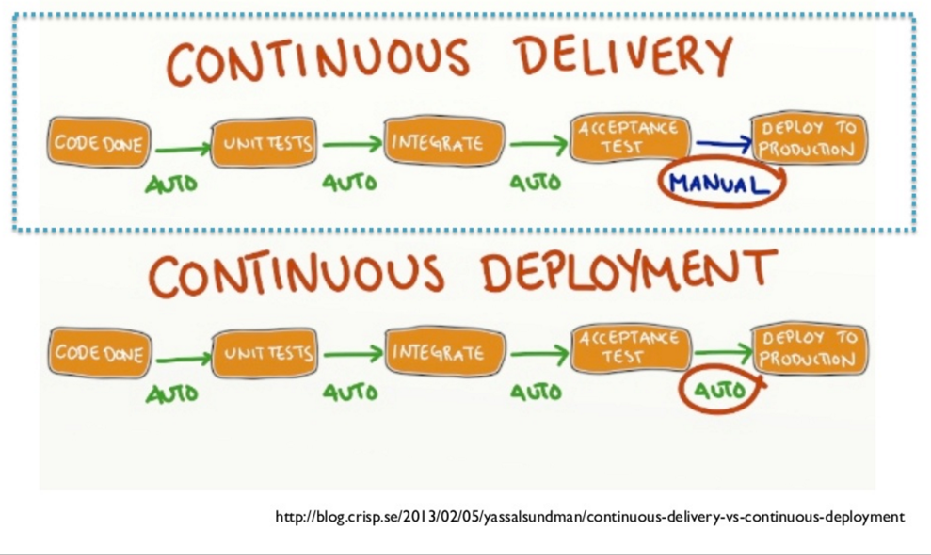 CONTINUOUS DELIVERY
CODE DONE
UNIT TESTS
INTEGRATE
ACCEPTANCE
TEST
DEPLOY TO
PRODUCTION
AUTO
AUTO
AUTO
MANUAL
CONTINUOUS DEPLOYMENT
CODE DONE
UNIT TESTS
INTEGRATE
ACCEPTANCE
TEST
DEPLOY TO
PRODUCTION
AUTO
AUTO
AUTO
AUTO
http://blog.crisp.se/2013/02/05/yassalsundman/continuous-delivery-vs-continuous-deployment